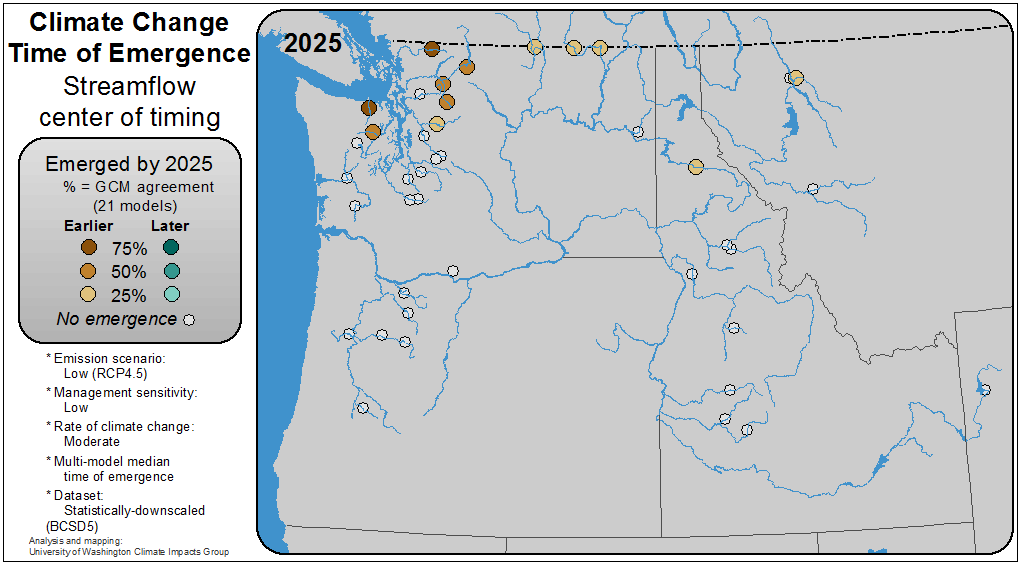 Climate Change
Time of Emergence
Streamflow
center of timing
2025
Emerged by 2025
% = GCM agreement
(21 models)
Earlier Later
75%
50%
25%
No emergence
* Emission scenario:
Low (RCP4.5)
* Management sensitivity:
Low
* Rate of climate change:
Moderate
* Multi-model median
time of emergence
* Dataset:
Statistically-downscaled
(BCSD5)
Analysis and mapping:
University of Washington Climate Impacts Group